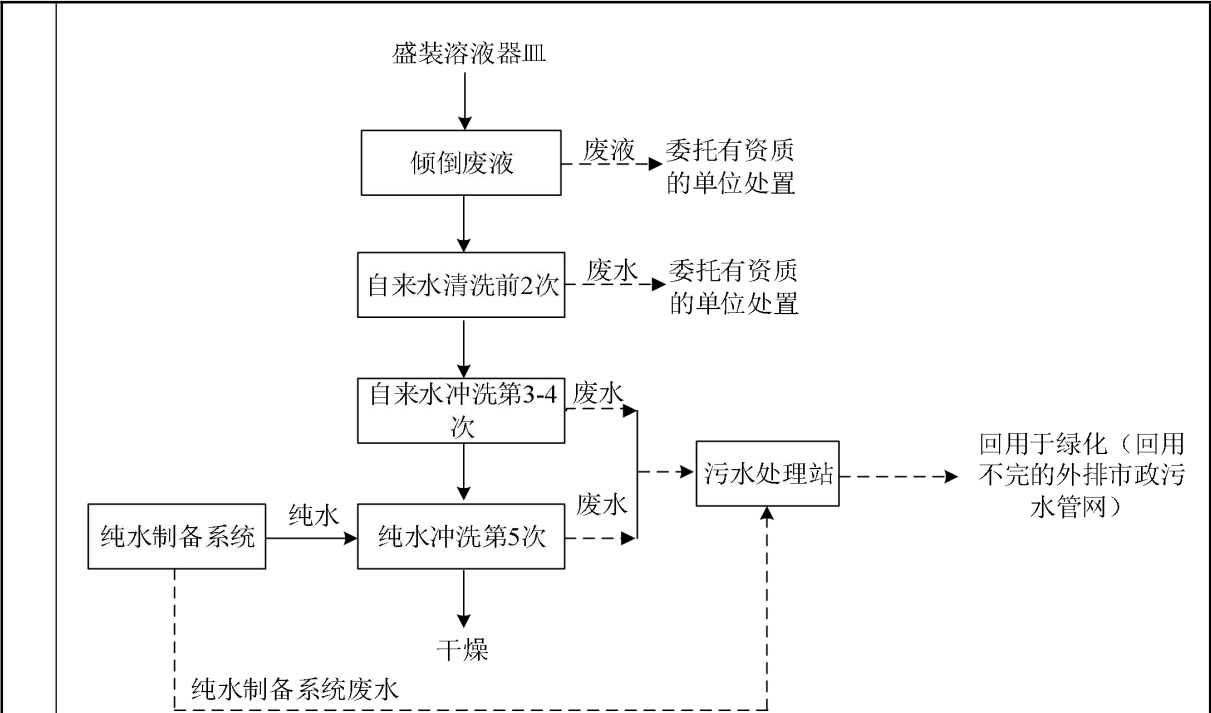 盛装溶液器皿
倾倒废液
废液
委托有资质
的单位处置
自来水清洗前2次
废水
委托有资质
的单位处置
自来水冲洗第3-4
次
废水
污水处理站
回用于绿化（回用
不完的外排市政污
水管网）
纯水制备系统
纯水
纯水冲洗第5次
废水
干燥
纯水制备系统废水